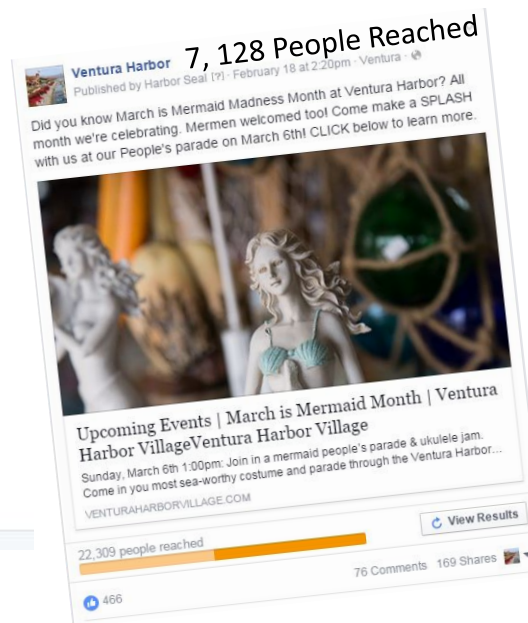 7, 128 People Reached
Ventura Harbor
Published by Harbor Seal [?] · February 18 at 2:20pm · Ventura ·
Did you know March is Mermaid Madness Month at Ventura Harbor? All
month we're celebrating. Mermen welcomed too! Come make a SPLASH
with us at our People's parade on March 6th! CLICK below to learn more.
Upcoming Events | March is Mermaid Month | Ventura
Harbor VillageVentura Harbor Village
Sunday, March 6th 1:00pm: Join in a mermaid people's parade & ukulele jam.
Come in you most sea-worthy costume and parade through the Ventura Harbor...
VENTURAHARBORVILLAGE.COM
22,309 people reached
View Results
466
76 Comments 169 Shares